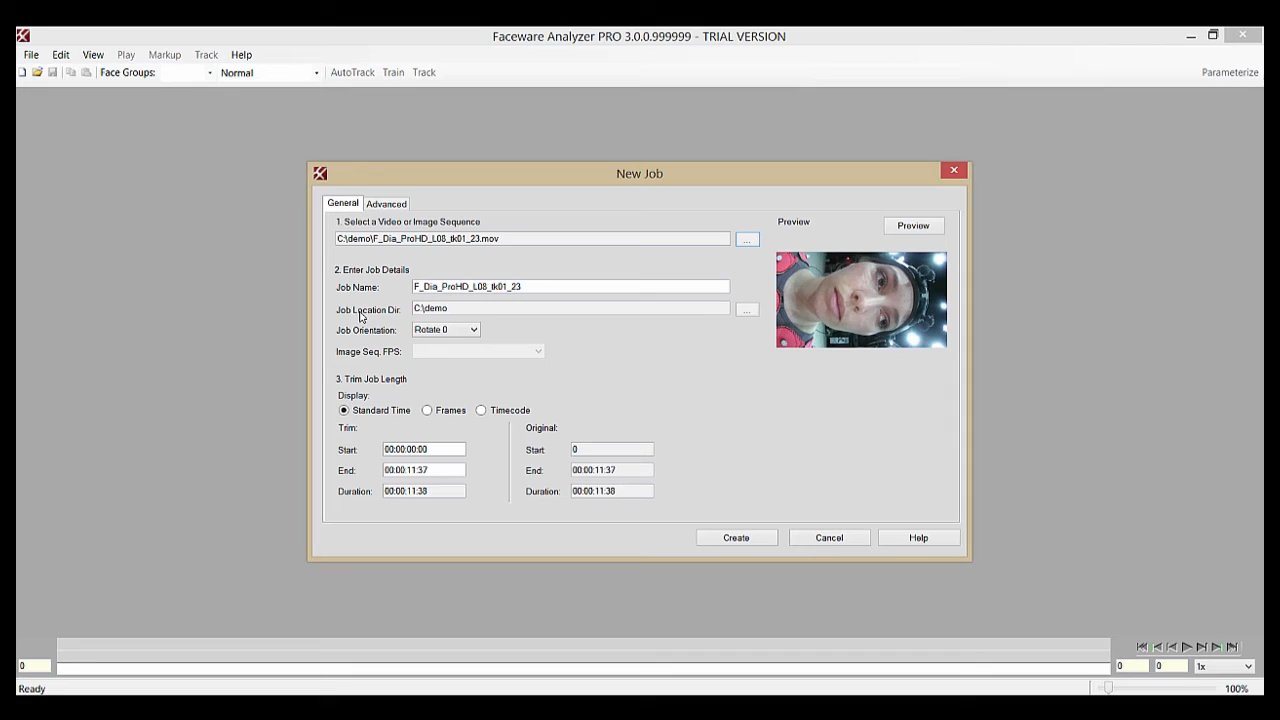 Faceware Analyzer PRO 3.0.0.999999 - TRIAL VERSION
File Edit View Play Markup Track Help
Face Groups: Normal AutoTrack Train Track Parameterize
New Job
General Advanced
1. Select a Video or Image Sequence
C:\demo\F_Dia_ProHD_L08_tk01_23.mov ...
Preview Preview
2. Enter Job Details
Job Name: F_Dia_ProHD_L08_tk01_23
Job Location Dir: C:\demo ...
Job Orientation: Rotate 0
Image Seq. FPS:
3. Trim Job Length
Display:
Standard Time Frames Timecode
Trim: Original:
Start: 00:00:00:00 Start: 0
End: 00:00:11:37 End: 00:00:11:37
Duration: 00:00:11:38 Duration: 00:00:11:38
Create Cancel Help
0 0 0 1x
Ready 100%